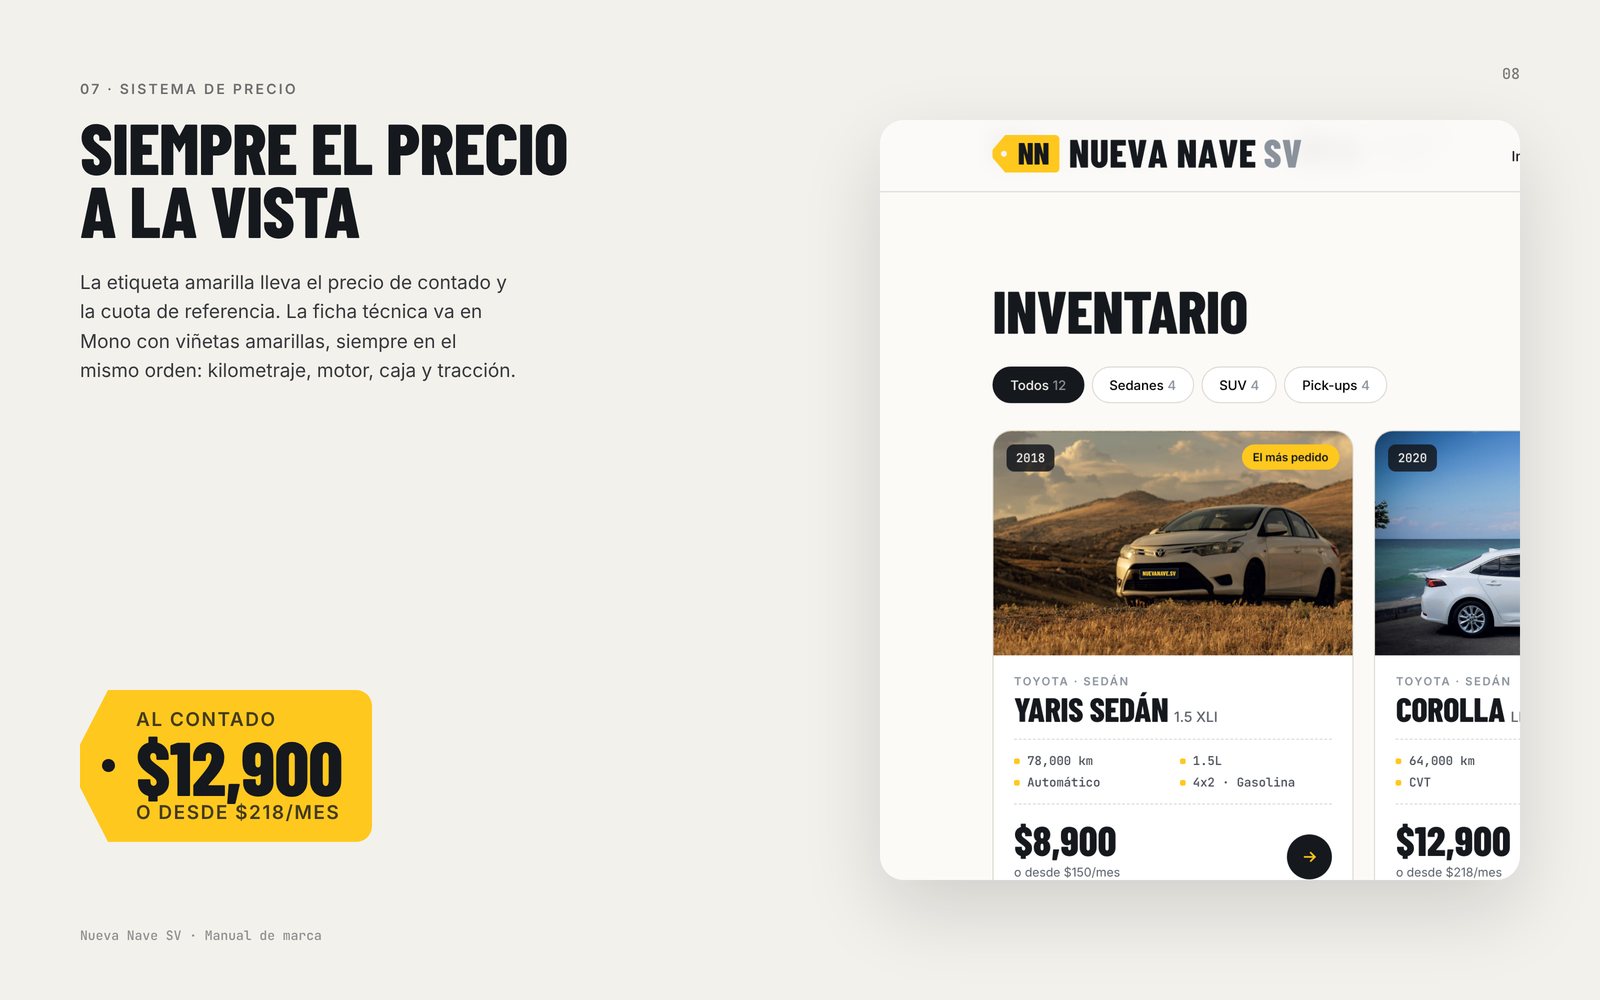 07 · SISTEMA DE PRECIO
08
SIEMPRE EL PRECIO
A LA VISTA
La etiqueta amarilla lleva el precio de contado y
la cuota de referencia. La ficha técnica va en
Mono con viñetas amarillas, siempre en el
mismo orden: kilometraje, motor, caja y tracción.
AL CONTADO
$12,900
O DESDE $218/MES
Nueva Nave SV · Manual de marca
NN NUEVA NAVE SV
INVENTARIO
Todos 12 Sedanes 4 SUV 4 Pick-ups 4
2018 El más pedido
NUEVANAVE.SV
TOYOTA · SEDÁN
YARIS SEDÁN 1.5 XLI
78,000 km 1.5L
Automático 4x2 · Gasolina
$8,900
o desde $150/mes
2020
TOYOTA · SEDÁN
COROLLA
64,000 km
CVT
$12,900
o desde $218/mes